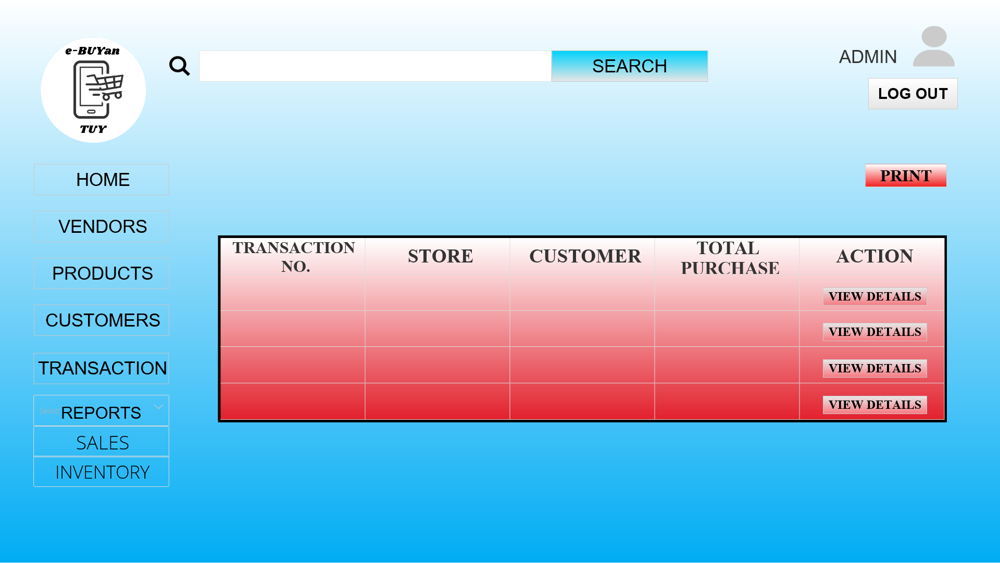 e-BUYan
TUY
SEARCH
ADMIN
LOG OUT
HOME
VENDORS
PRODUCTS
CUSTOMERS
TRANSACTION
Select
REPORTS
SALES
INVENTORY
PRINT
TRANSACTION
NO.
STORE
CUSTOMER
TOTAL
PURCHASE
ACTION
VIEW DETAILS
VIEW DETAILS
VIEW DETAILS
VIEW DETAILS